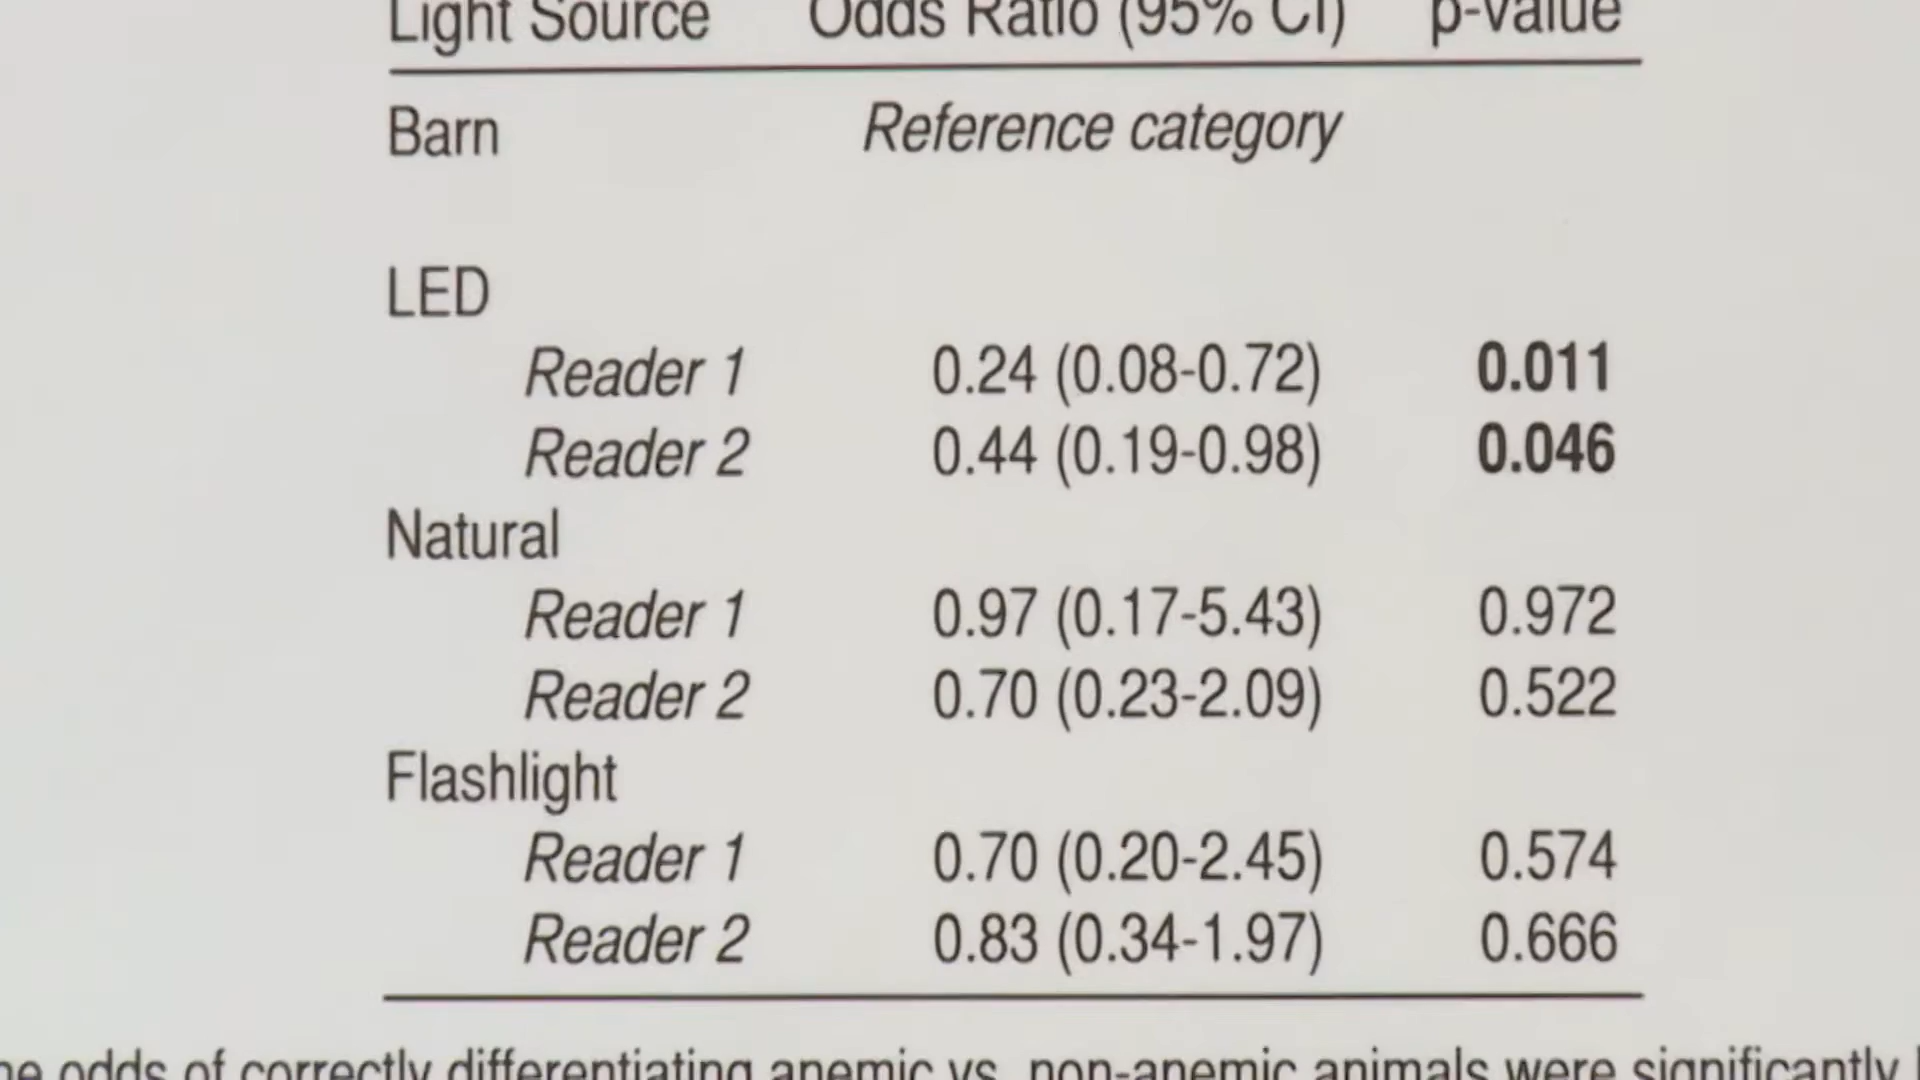 Light Source Odds Ratio (95% CI) p-value
Barn Reference category
LED
Reader 1 0.24 (0.08-0.72) 0.011
Reader 2 0.44 (0.19-0.98) 0.046
Natural
Reader 1 0.97 (0.17-5.43) 0.972
Reader 2 0.70 (0.23-2.09) 0.522
Flashlight
Reader 1 0.70 (0.20-2.45) 0.574
Reader 2 0.83 (0.34-1.97) 0.666
odds of correctly differentiating anemic vs. non-anemic animals were significantly